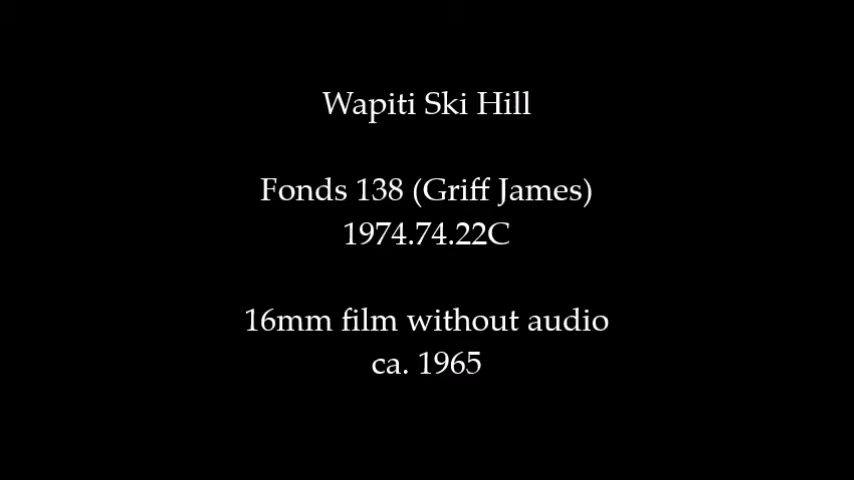 Wapiti Ski Hill
Fonds 138 (Griff James)
1974.74.22C
16mm film without audio
ca. 1965